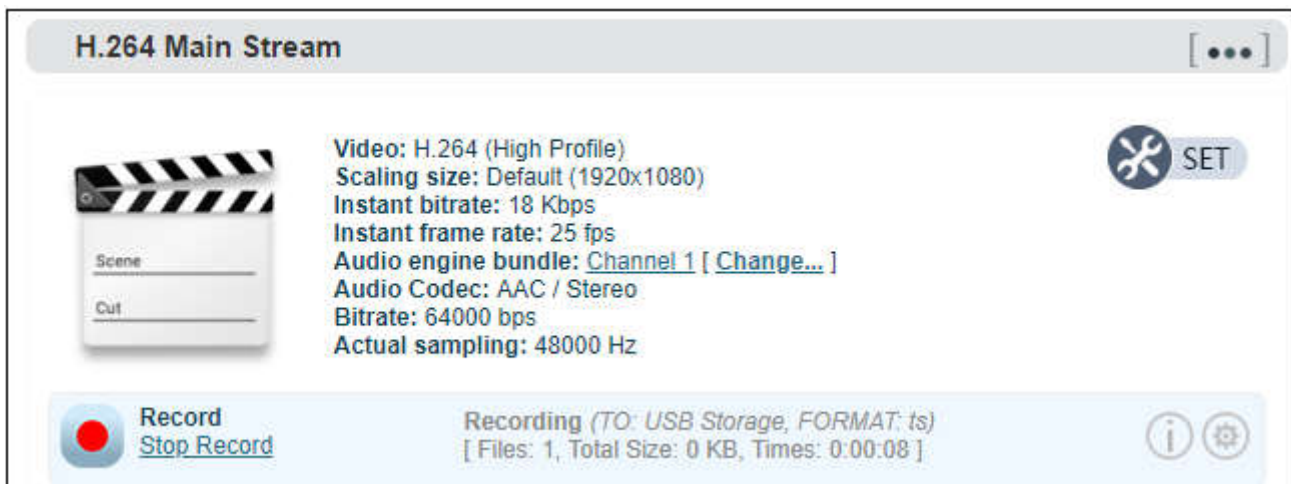 H.264 Main Stream
[ ••• ]
Video: H.264 (High Profile)
Scaling size: Default (1920x1080)
Instant bitrate: 18 Kbps
Instant frame rate: 25 fps
Audio engine bundle: Channel 1 [ Change... ]
Audio Codec: AAC / Stereo
Bitrate: 64000 bps
Actual sampling: 48000 Hz
SET
Scene
Cut
Record
Stop Record
Recording (TO: USB Storage, FORMAT: ts)
[ Files: 1, Total Size: 0 KB, Times: 0:00:08 ]
i